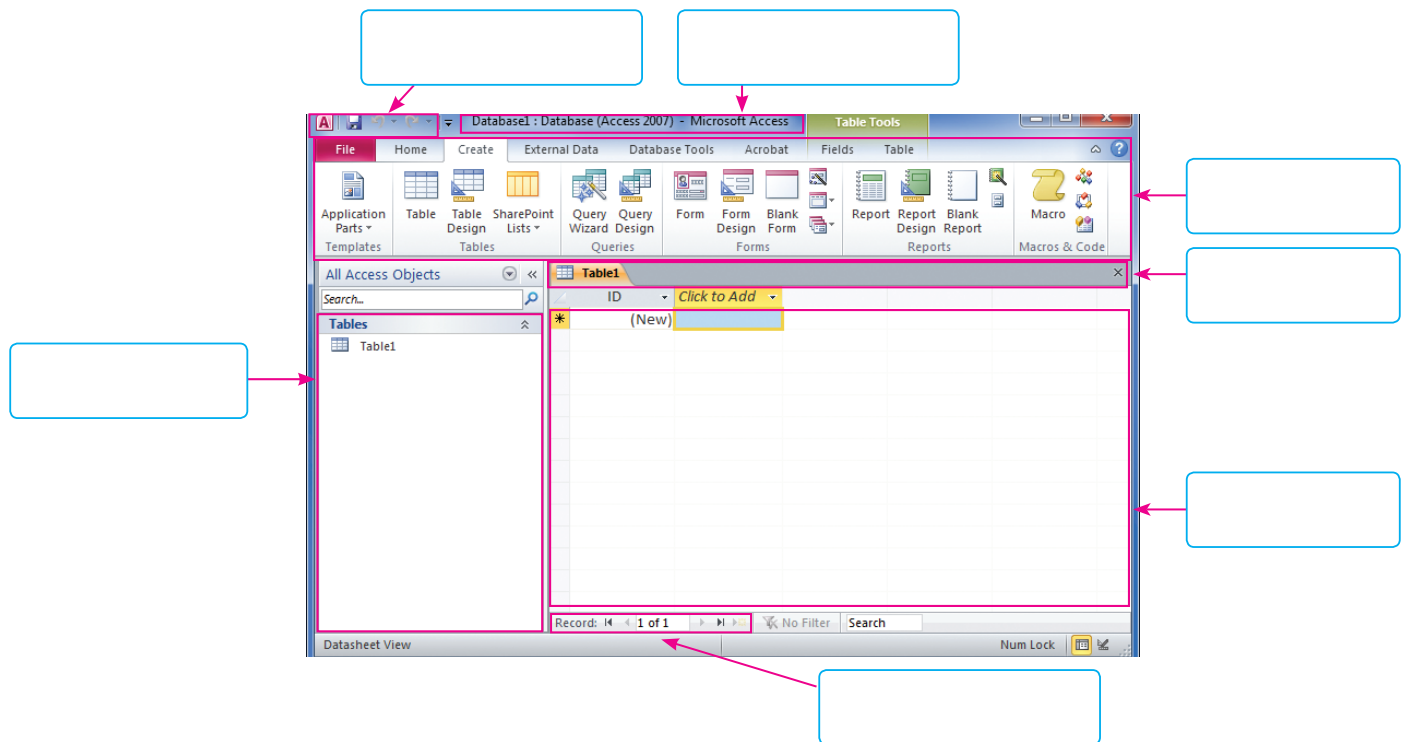 Database1 : Database (Access 2007) - Microsoft Access
Table Tools
File Home Create External Data Database Tools Acrobat Fields Table
Application Parts
Table
Table Design
SharePoint Lists
Query Wizard
Query Design
Form
Form Design
Blank Form
Report
Report Design
Blank Report
Macro
Templates Tables Queries Forms Reports Macros & Code
All Access Objects
Search...
Tables
Table1
Table1
ID Click to Add
(New)
Record: 1 of 1 No Filter Search
Datasheet View Num Lock